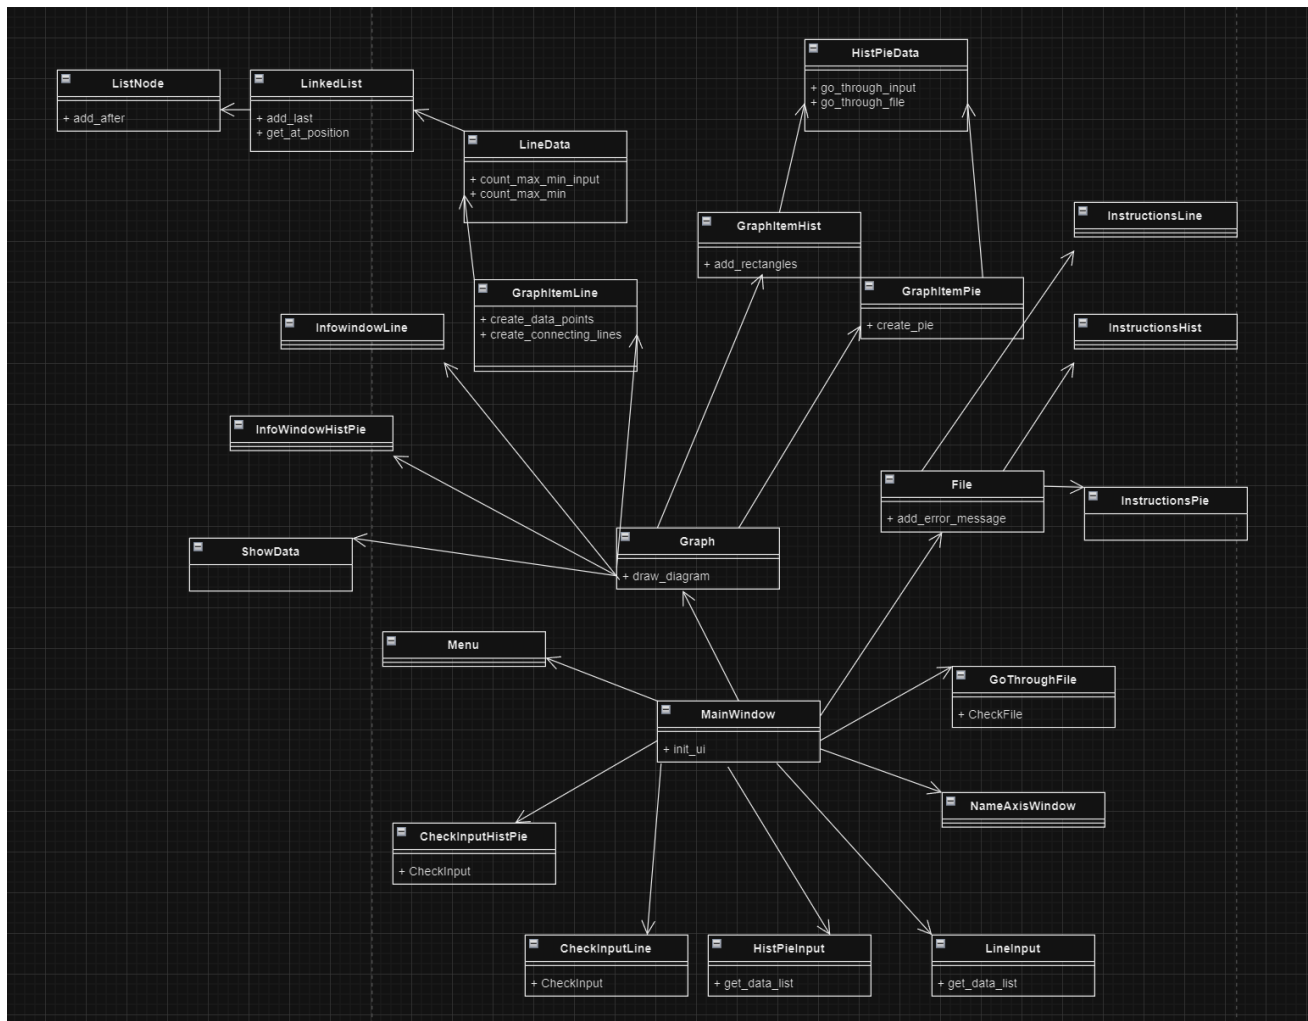 HistPieData
+ go_through_input
+ go_through_file
ListNode
+ add_after
LinkedList
+ add_last
+ get_at_position
LineData
+ count_max_min_input
+ count_max_min
InstructionsLine
GraphItemHist
+ add_rectangles
GraphItemPie
+ create_pie
GraphItemLine
+ create_data_points
+ create_connecting_lines
InfowindowLine
InstructionsHist
InfoWindowHistPie
File
+ add_error_message
InstructionsPie
Graph
+ draw_diagram
ShowData
Menu
GoThroughFile
+ CheckFile
MainWindow
+ init_ui
NameAxisWindow
CheckInputHistPie
+ CheckInput
CheckInputLine
+ CheckInput
HistPieInput
+ get_data_list
LineInput
+ get_data_list